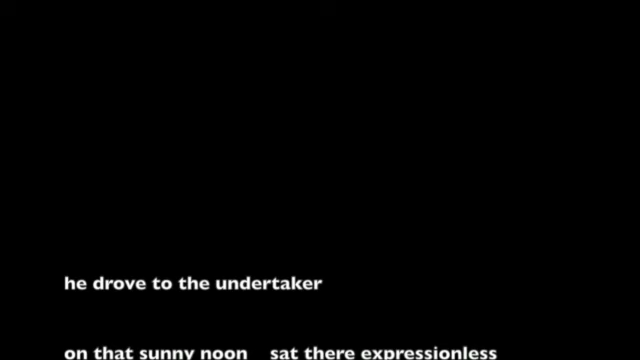 he drove to the undertaker
on that sunny noon    sat there expressionless